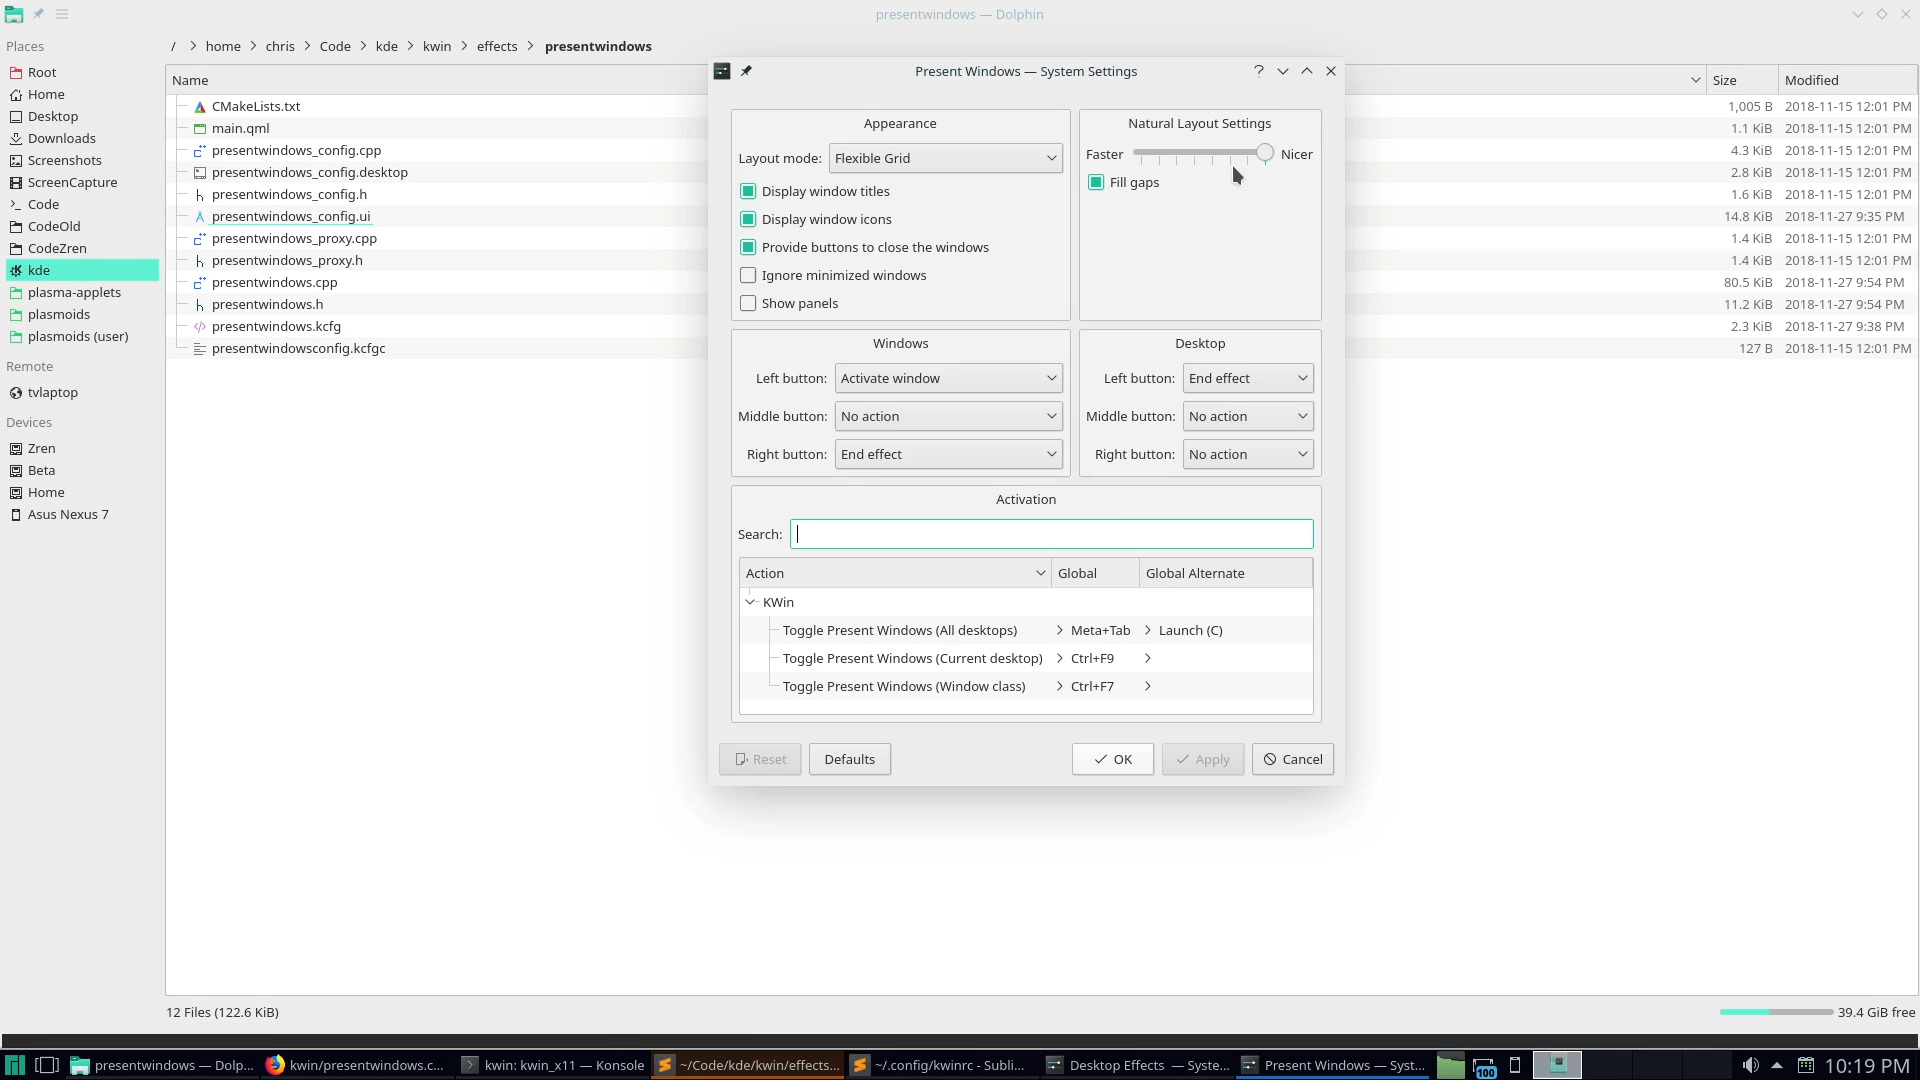 presentwindows — Dolphin
Places
Root
Home
Desktop
Downloads
Screenshots
ScreenCapture
Code
CodeOld
CodeZren
kde
plasma-applets
plasmoids
plasmoids (user)
Remote
tvlaptop
Devices
Zren
Beta
Home
Asus Nexus 7
/ > home > chris > Code > kde > kwin > effects > presentwindows
Name Size Modified
CMakeLists.txt 1,005 B 2018-11-15 12:01 PM
main.qml 1.1 KiB 2018-11-15 12:01 PM
presentwindows_config.cpp 4.3 KiB 2018-11-15 12:01 PM
presentwindows_config.desktop 2.8 KiB 2018-11-15 12:01 PM
presentwindows_config.h 1.6 KiB 2018-11-15 12:01 PM
presentwindows_config.ui 14.8 KiB 2018-11-27 9:35 PM
presentwindows_proxy.cpp 1.4 KiB 2018-11-15 12:01 PM
presentwindows_proxy.h 1.4 KiB 2018-11-15 12:01 PM
presentwindows.cpp 80.5 KiB 2018-11-27 9:54 PM
presentwindows.h 11.2 KiB 2018-11-27 9:54 PM
presentwindows.kcfg 2.3 KiB 2018-11-27 9:38 PM
presentwindowsconfig.kcfgc 127 B 2018-11-15 12:01 PM
Present Windows — System Settings
?
Appearance
Layout mode: Flexible Grid
Display window titles
Display window icons
Provide buttons to close the windows
Ignore minimized windows
Show panels
Natural Layout Settings
Faster Nicer
Fill gaps
Windows
Left button: Activate window
Middle button: No action
Right button: End effect
Desktop
Left button: End effect
Middle button: No action
Right button: No action
Activation
Search:
Action Global Global Alternate
KWin
Toggle Present Windows (All desktops) Meta+Tab Launch (C)
Toggle Present Windows (Current desktop) Ctrl+F9
Toggle Present Windows (Window class) Ctrl+F7
Reset Defaults OK Apply Cancel
12 Files (122.6 KiB) 39.4 GiB free
presentwindows — Dolp... kwin/presentwindows.c... kwin: kwin_x11 — Konsole ~/Code/kde/kwin/effects... ~/.config/kwinrc - Subli... Desktop Effects — Syste... Present Windows — Syst... 100 10:19 PM